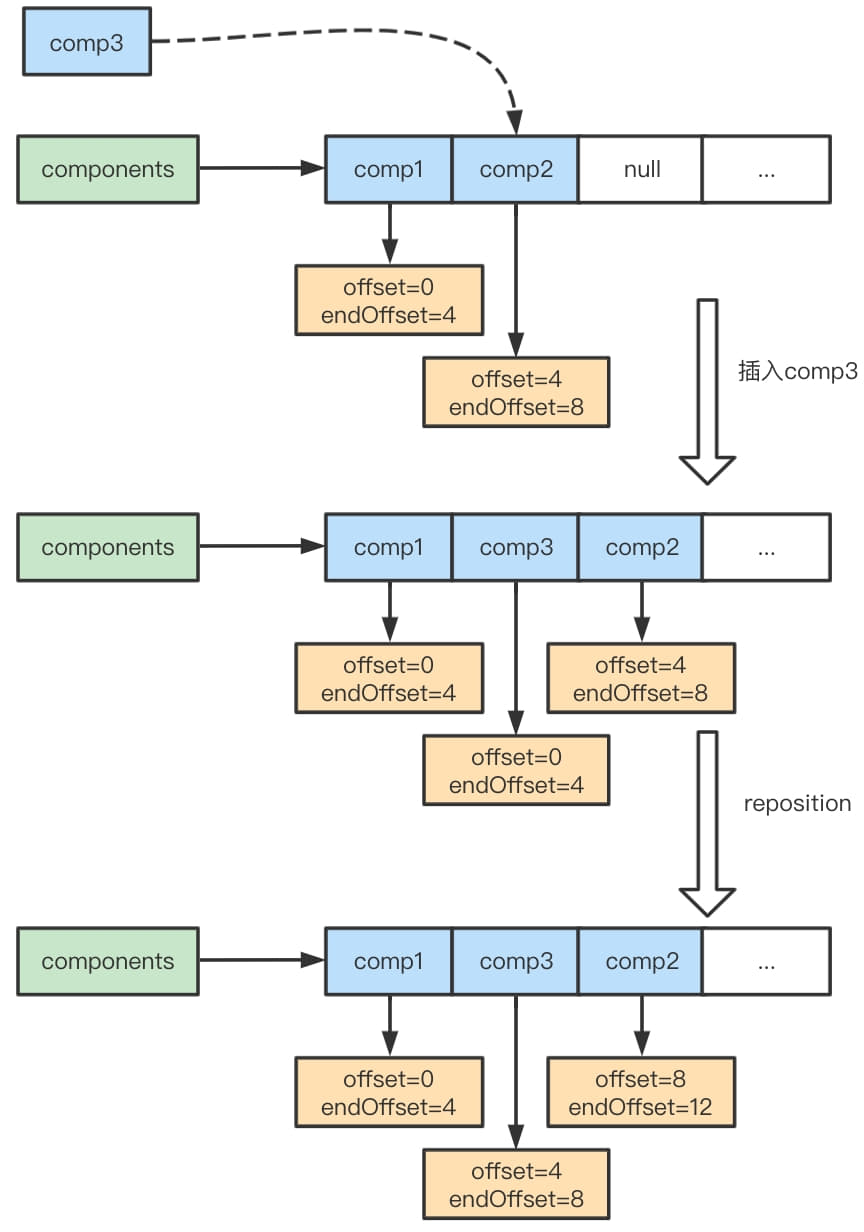 comp3
components
comp1
comp2
null
...
offset=0
endOffset=4
offset=4
endOffset=8
插入comp3
components
comp1
comp3
comp2
...
offset=0
endOffset=4
offset=4
endOffset=8
offset=0
endOffset=4
reposition
components
comp1
comp3
comp2
...
offset=0
endOffset=4
offset=8
endOffset=12
offset=4
endOffset=8